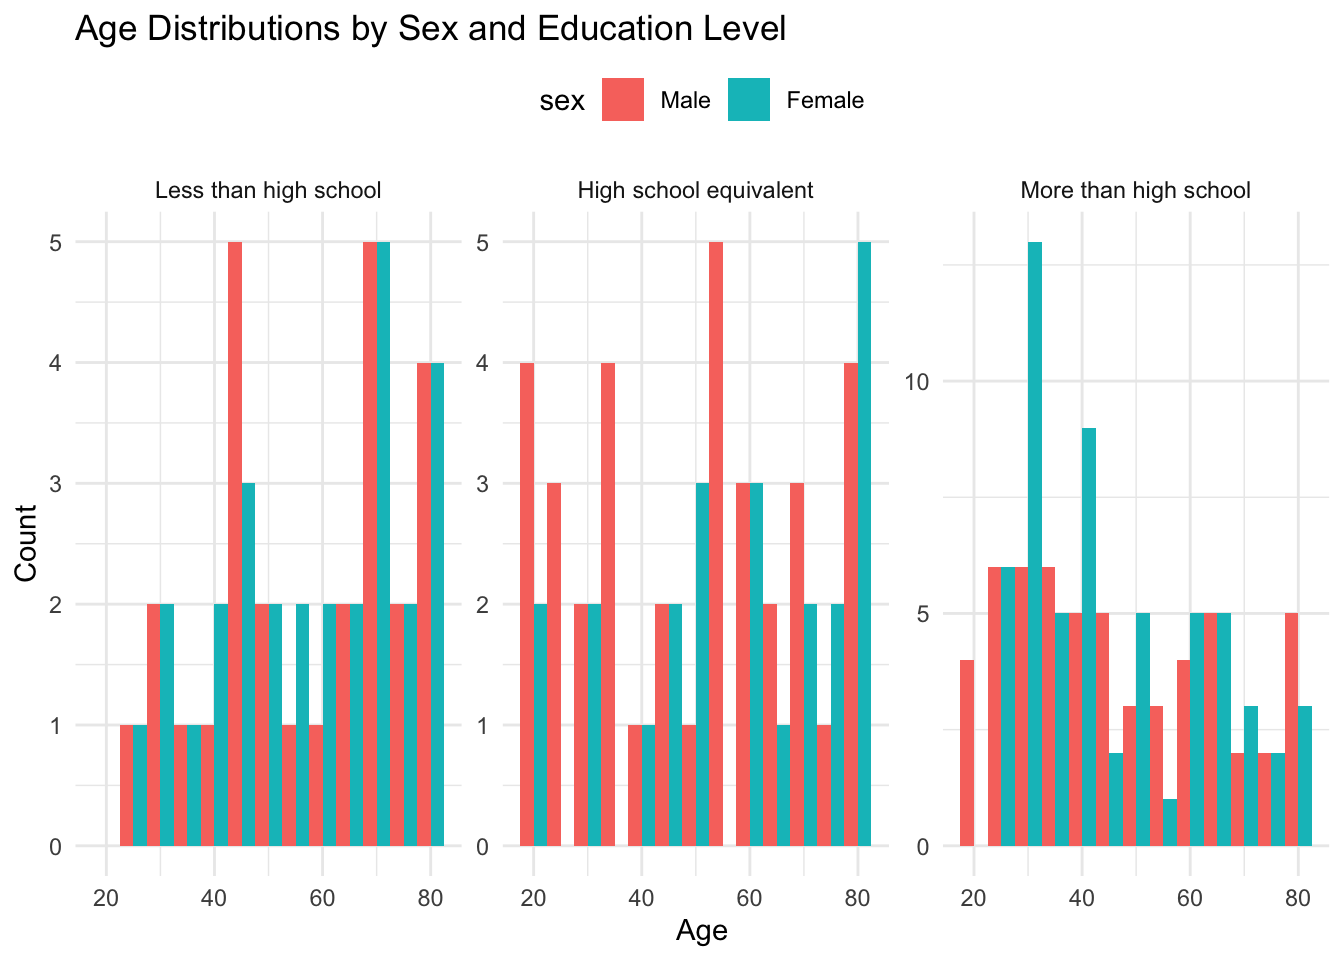 Age Distributions by Sex and Education Level
sex Male Female
Less than high school High school equivalent More than high school
Count
5 5
4 4
10
3 3
2 2
5
1 1
0 0 0
20 40 60 80 20 40 60 80 20 40 60 80
Age